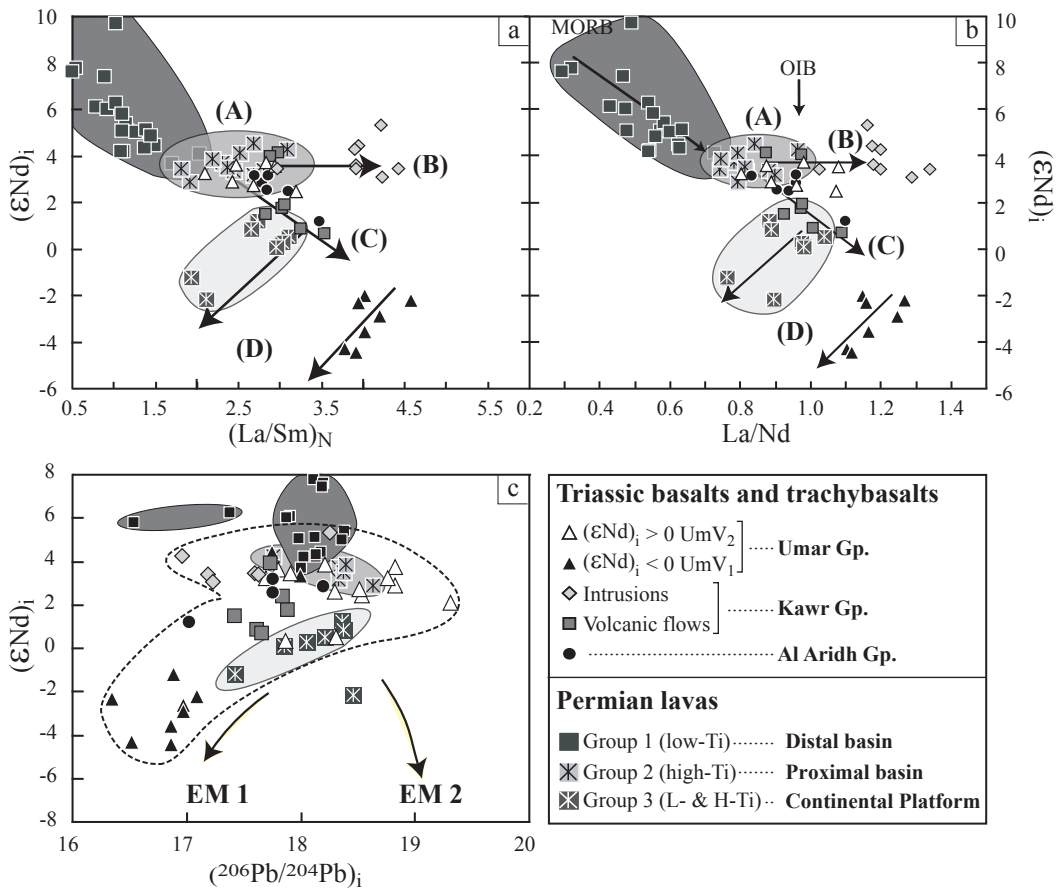 10
8
6
4
2
0
-2
-4
-6
(εNd)i
a
(A)
(B)
(C)
(D)
0.5
1.5
2.5
3.5
4.5
5.5
(La/Sm)N
MORB
b
OIB
(A)
(B)
(C)
(D)
10
8
6
4
2
0
-2
-4
-6
(εNd)i
0.2
0.4
0.6
0.8
1.0
1.2
1.4
La/Nd
8
6
4
2
0
-2
-4
-6
(εNd)i
c
EM 1
EM 2
16
17
18
19
20
(206Pb/204Pb)i
Triassic basalts and trachybasalts
(εNd)i > 0 UmV2
(εNd)i < 0 UmV1
Umar Gp.
Intrusions
Volcanic flows
Kawr Gp.
Al Aridh Gp.
Permian lavas
Group 1 (low-Ti) Distal basin
Group 2 (high-Ti) Proximal basin
Group 3 (L- & H-Ti) Continental Platform